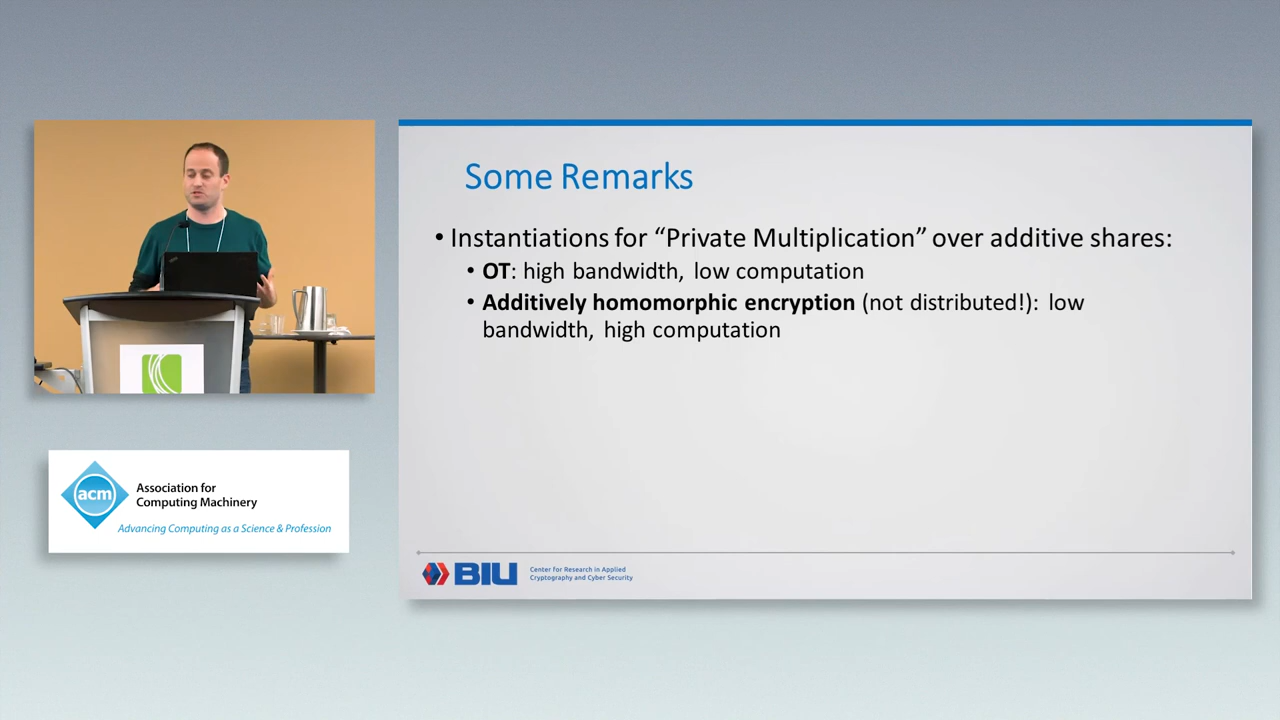 Some Remarks
• Instantiations for “Private Multiplication” over additive shares:
• OT: high bandwidth, low computation
• Additively homomorphic encryption (not distributed!): low
bandwidth, high computation
acm
Association for
Computing Machinery
Advancing Computing as a Science & Profession
BIU
Center for Research in Applied
Cryptography and Cyber Security